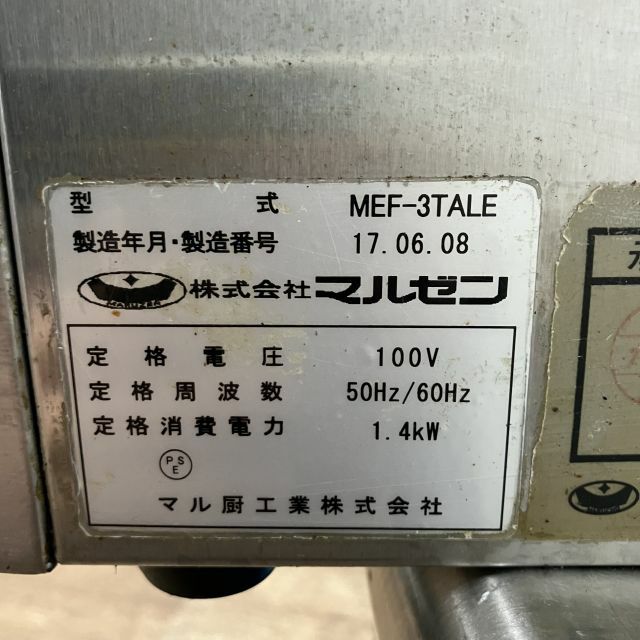 型 式 MEF-3TALE
製造年月・製造番号 17.06.08
株式会社マルゼン
定格電圧 100V
定格周波数 50Hz/60Hz
定格消費電力 1.4kW
PSE
マル厨工業株式会社